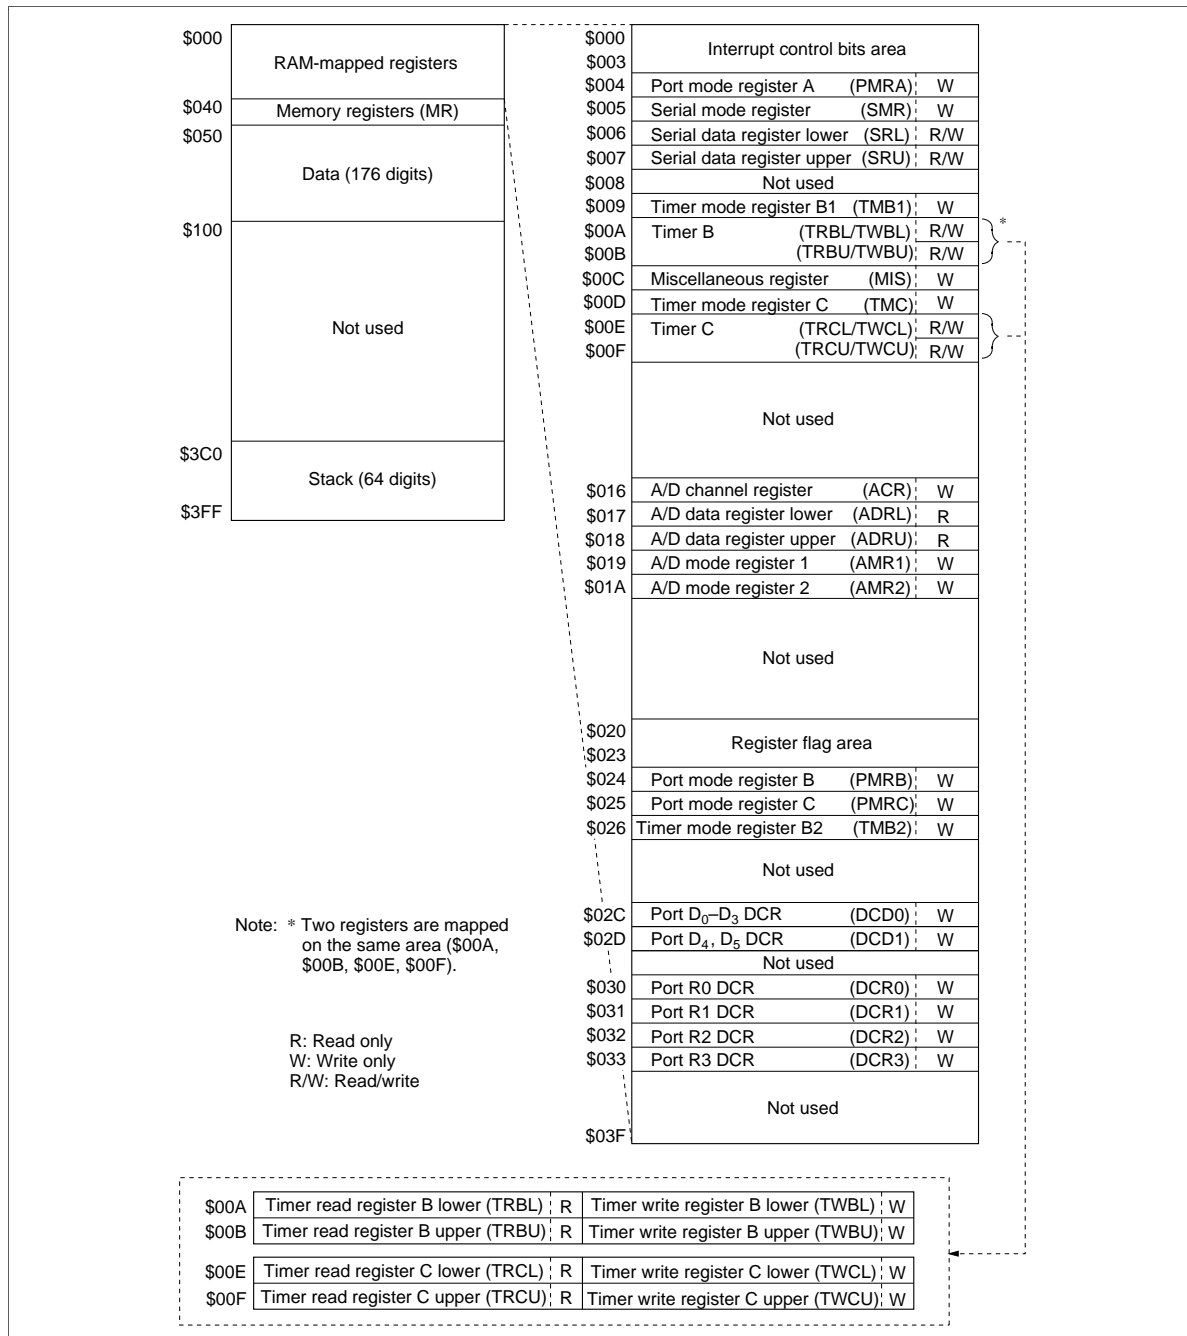 $000
RAM-mapped registers
$040
Memory registers (MR)
$050
Data (176 digits)
$100
Not used
$3C0
Stack (64 digits)
$3FF
$000
Interrupt control bits area
$003
$004 Port mode register A (PMRA) W
$005 Serial mode register (SMR) W
$006 Serial data register lower (SRL) R/W
$007 Serial data register upper (SRU) R/W
$008 Not used
$009 Timer mode register B1 (TMB1) W
$00A Timer B (TRBL/TWBL) R/W *
$00B (TRBU/TWBU) R/W
$00C Miscellaneous register (MIS) W
$00D Timer mode register C (TMC) W
$00E Timer C (TRCL/TWCL) R/W
$00F (TRCU/TWCU) R/W
Not used
$016 A/D channel register (ACR) W
$017 A/D data register lower (ADRL) R
$018 A/D data register upper (ADRU) R
$019 A/D mode register 1 (AMR1) W
$01A A/D mode register 2 (AMR2) W
Not used
$020
Register flag area
$023
$024 Port mode register B (PMRB) W
$025 Port mode register C (PMRC) W
$026 Timer mode register B2 (TMB2) W
Not used
$02C Port D0–D3 DCR (DCD0) W
$02D Port D4, D5 DCR (DCD1) W
Not used
$030 Port R0 DCR (DCR0) W
$031 Port R1 DCR (DCR1) W
$032 Port R2 DCR (DCR2) W
$033 Port R3 DCR (DCR3) W
Not used
$03F
Note: * Two registers are mapped
on the same area ($00A,
$00B, $00E, $00F).
R: Read only
W: Write only
R/W: Read/write
$00A Timer read register B lower (TRBL) R Timer write register B lower (TWBL) W
$00B Timer read register B upper (TRBU) R Timer write register B upper (TWBU) W
$00E Timer read register C lower (TRCL) R Timer write register C lower (TWCL) W
$00F Timer read register C upper (TRCU) R Timer write register C upper (TWCU) W